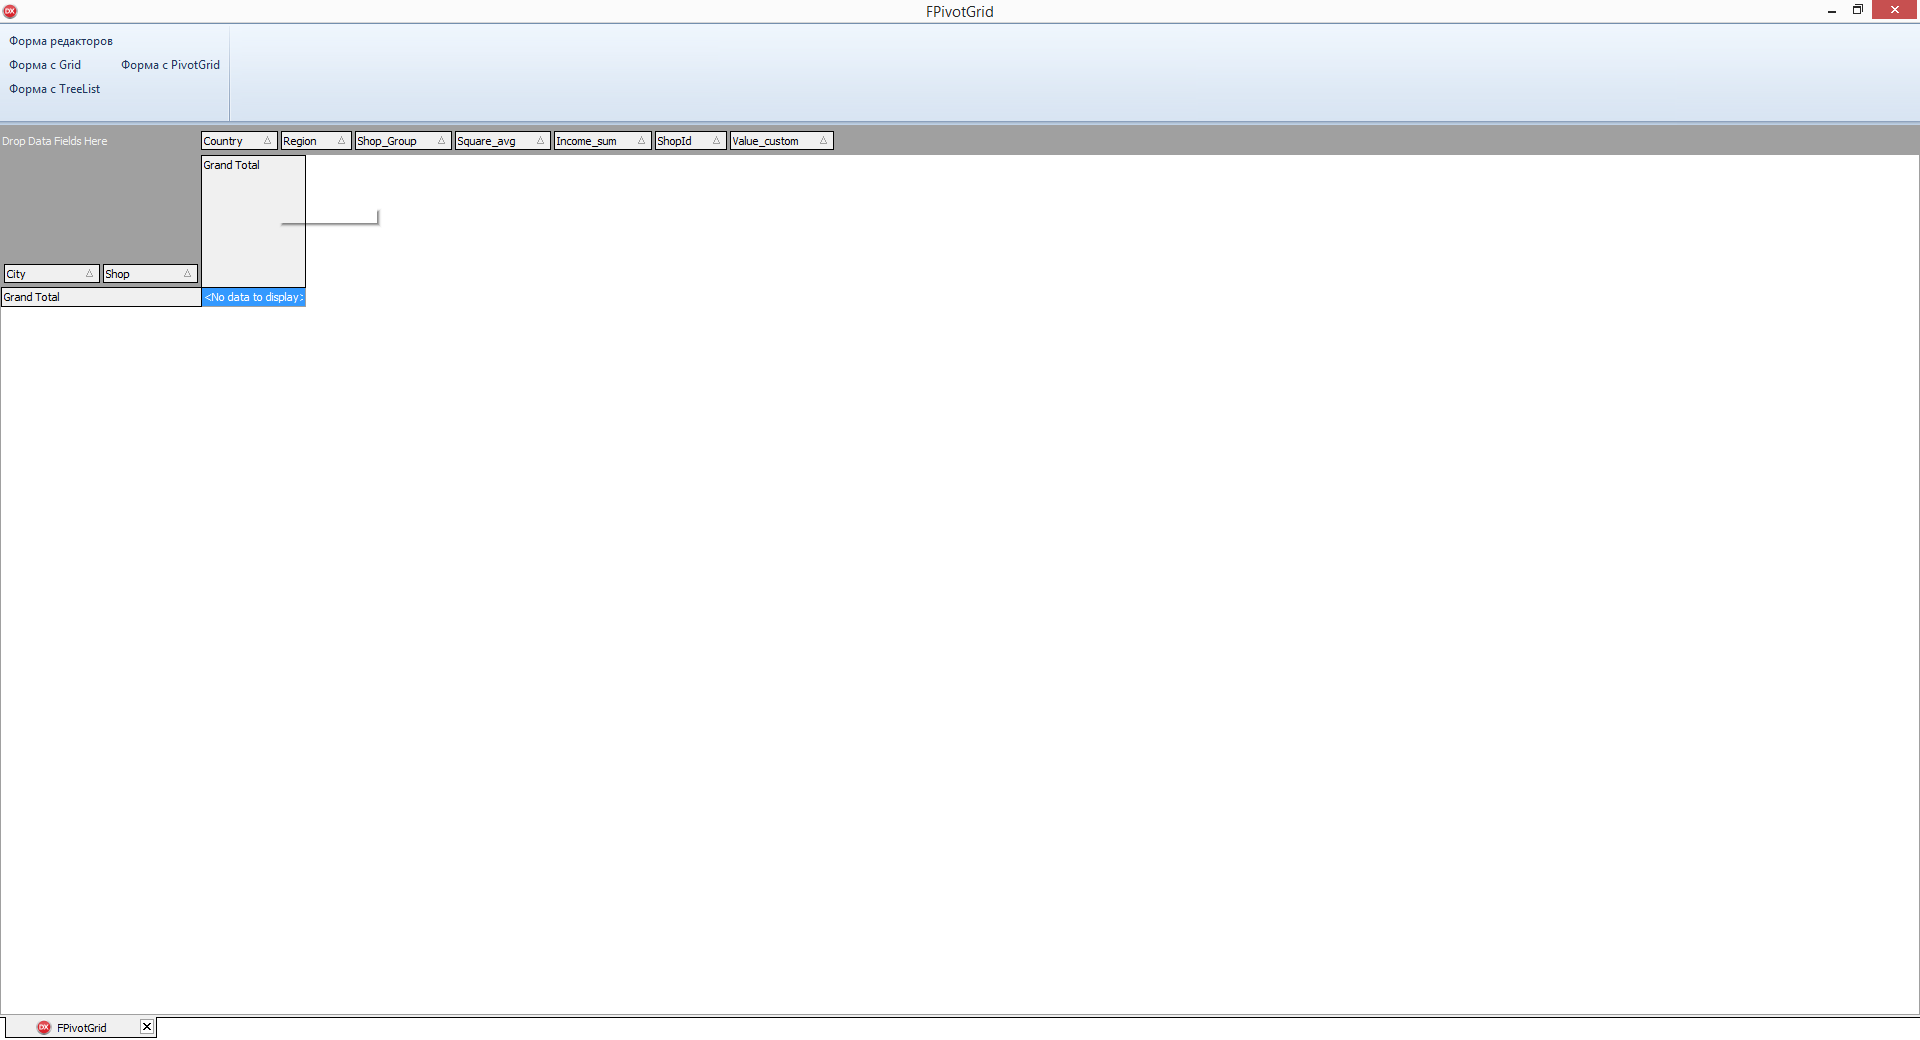 FPivotGrid
Форма редакторов
Форма с Grid
Форма с PivotGrid
Форма с TreeList
Drop Data Fields Here
Country
Region
Shop_Group
Square_avg
Income_sum
ShopId
Value_custom
Grand Total
City
Shop
Grand Total
<No data to display>
FPivotGrid